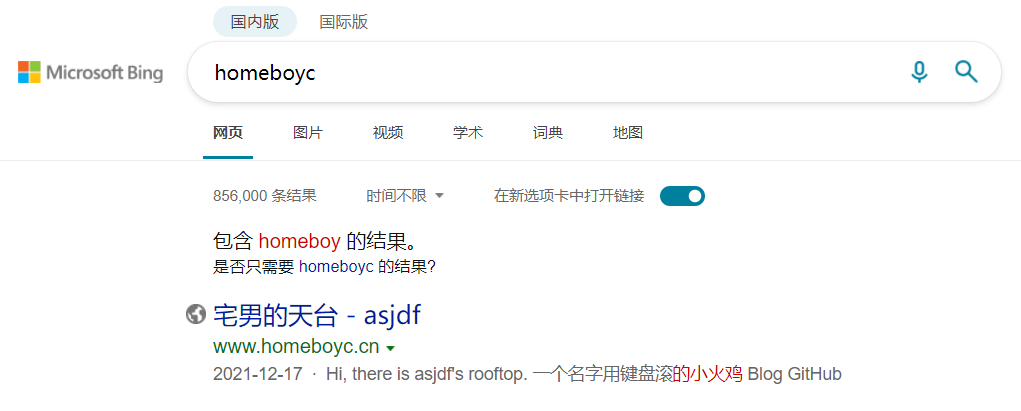 国内版 国际版
Microsoft Bing homeboyc
网页 图片 视频 学术 词典 地图
856,000 条结果 时间不限 在新选项卡中打开链接
包含 homeboy 的结果。
是否只需要 homeboyc 的结果?
宅男的天台 - asjdf
www.homeboyc.cn
2021-12-17 · Hi, there is asjdf's rooftop. 一个名字用键盘滚的小火鸡 Blog GitHub